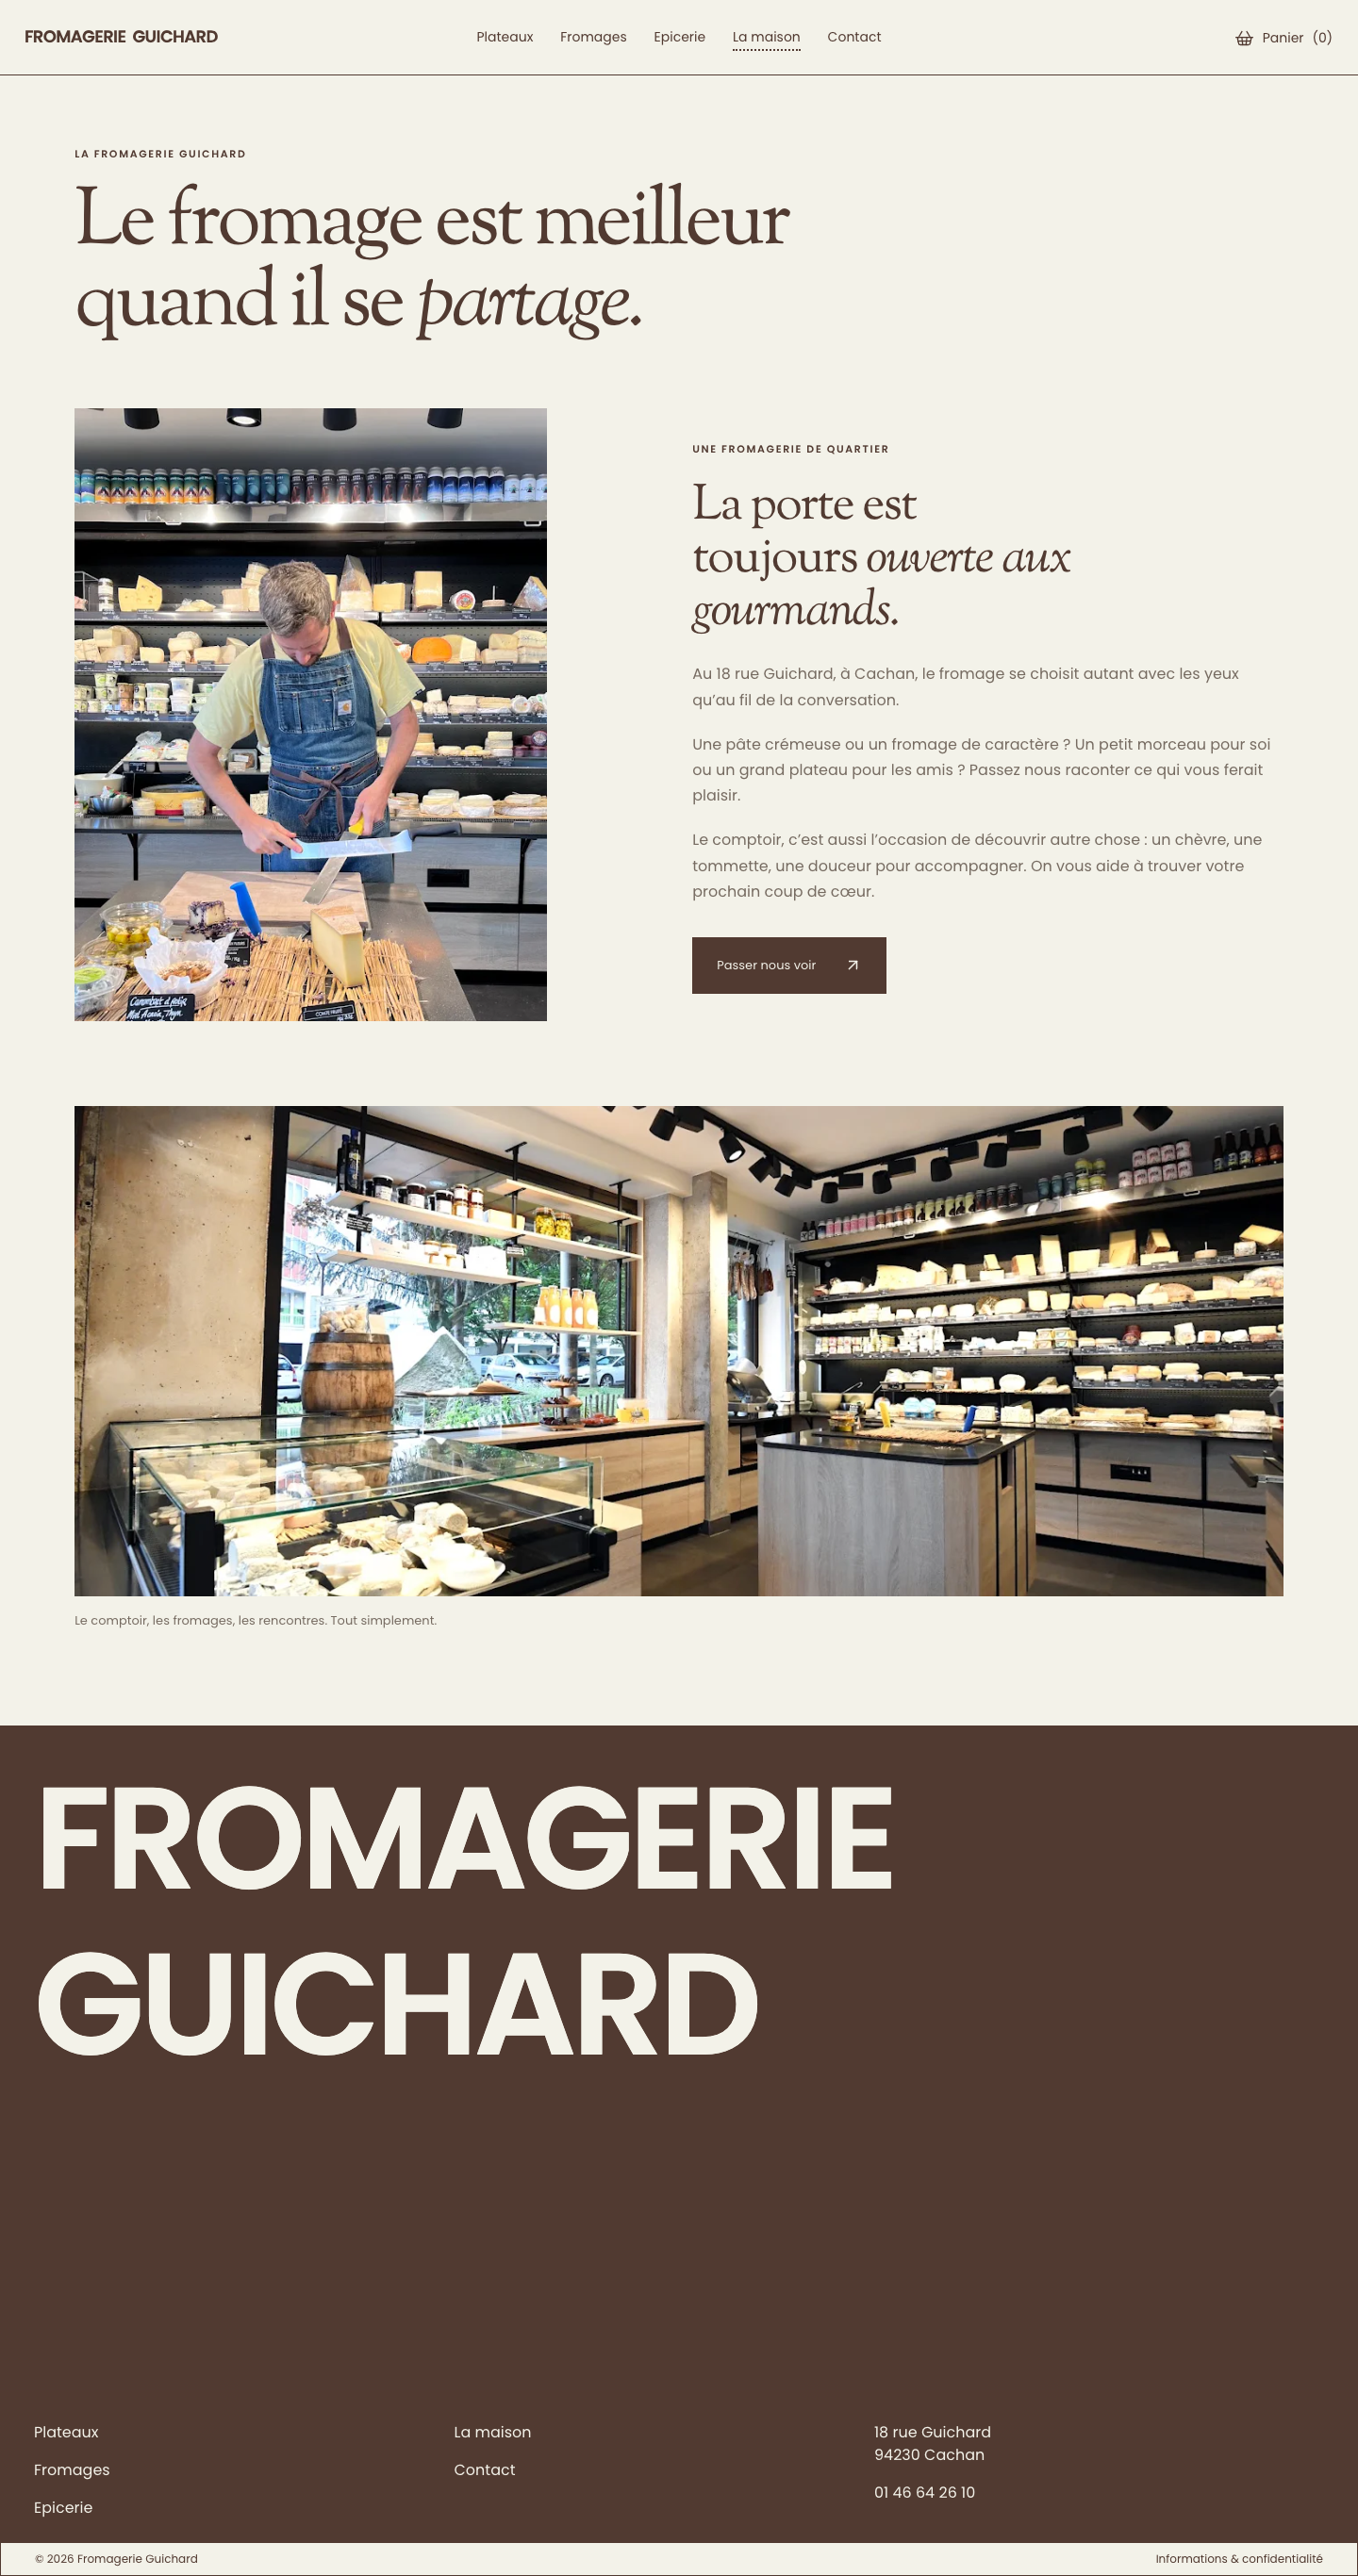 FROMAGERIE GUICHARD
Plateaux Fromages Epicerie La maison Contact
Panier (0)
LA FROMAGERIE GUICHARD
Le fromage est meilleur
quand il se partage.
UNE FROMAGERIE DE QUARTIER
La porte est
toujours ouverte aux
gourmands.
Au 18 rue Guichard, à Cachan, le fromage se choisit autant avec les yeux
qu’au fil de la conversation.
Une pâte crémeuse ou un fromage de caractère ? Un petit morceau pour soi
ou un grand plateau pour les amis ? Passez nous raconter ce qui vous ferait
plaisir.
Le comptoir, c’est aussi l’occasion de découvrir autre chose : un chèvre, une
tommette, une douceur pour accompagner. On vous aide à trouver votre
prochain coup de cœur.
Passer nous voir
Le comptoir, les fromages, les rencontres. Tout simplement.
FROMAGERIE
GUICHARD
Plateaux
Fromages
Epicerie
La maison
Contact
18 rue Guichard
94230 Cachan
01 46 64 26 10
© 2026 Fromagerie Guichard
Informations & confidentialité